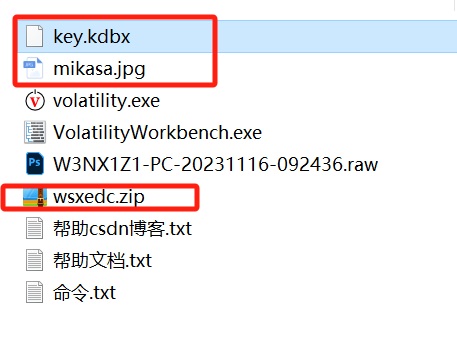 key.kdbx
mikasa.jpg
volatility.exe
VolatilityWorkbench.exe
W3NX1Z1-PC-20231116-092436.raw
wsxedc.zip
帮助csdn博客.txt
帮助文档.txt
命令.txt